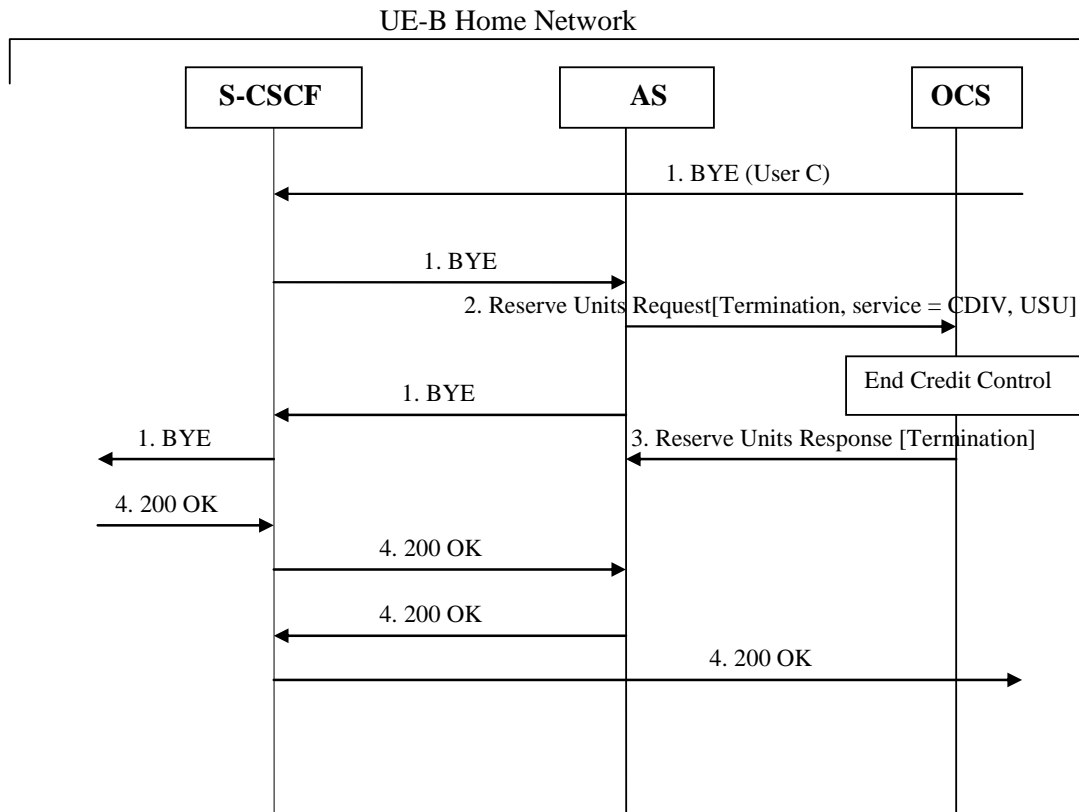 UE-B Home Network
S-CSCF
AS
OCS
1. BYE (User C)
1. BYE
2. Reserve Units Request[Termination, service = CDIV, USU]
End Credit Control
1. BYE
1. BYE
3. Reserve Units Response [Termination]
4. 200 OK
4. 200 OK
4. 200 OK
4. 200 OK